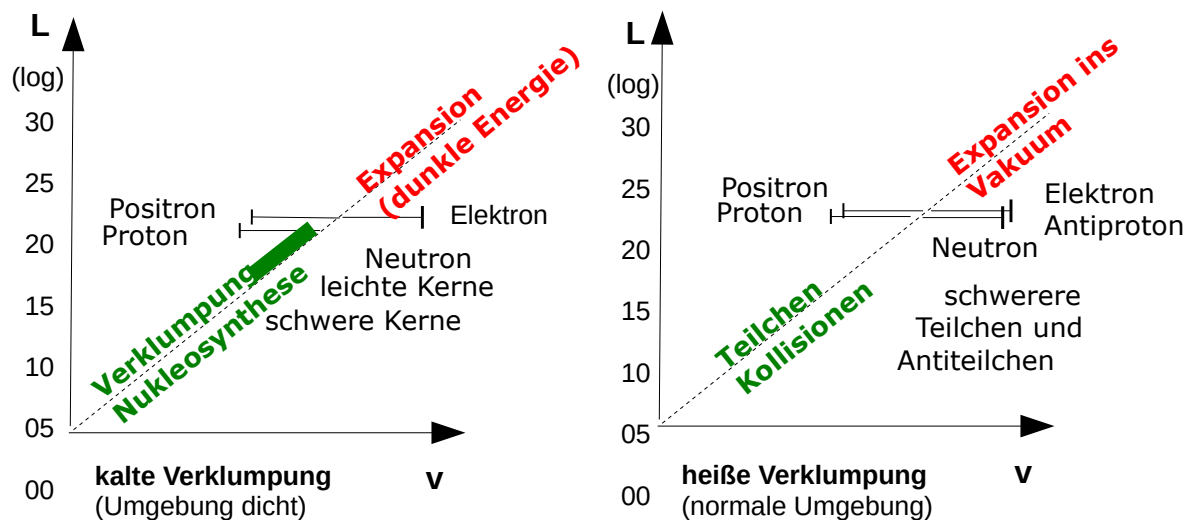 L
(log)
30
25
20
15
10
05
00
Expansion
(dunkle Energie)
Positron
Proton
Elektron
Neutron
leichte Kerne
schwere Kerne
Verklumpung
Nukleosynthese
kalte Verklumpung
(Umgebung dicht)
v
L
(log)
30
25
20
15
10
05
00
Expansion ins
Vakuum
Positron
Proton
Elektron
Antiproton
Neutron
schwerere
Teilchen und
Antiteilchen
Teilchen
Kollisionen
heiße Verklumpung
(normale Umgebung)
v